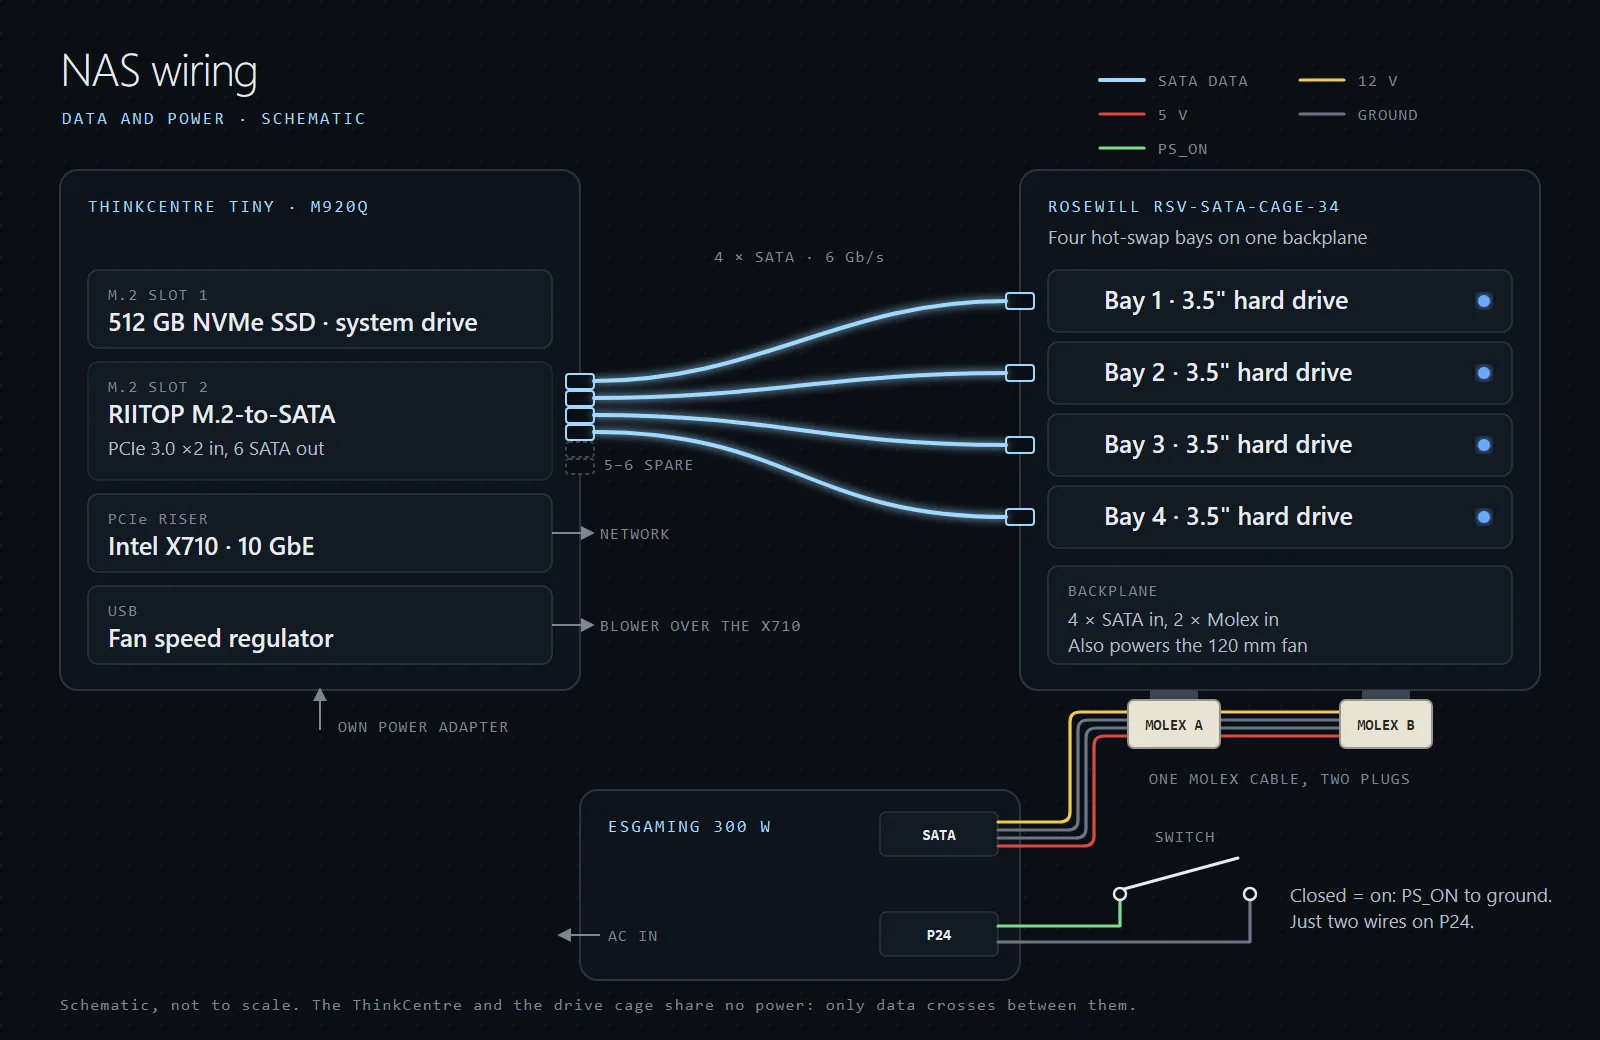 NAS wiring
DATA AND POWER · SCHEMATIC
SATA DATA
12 V
5 V
GROUND
PS_ON
THINKCENTRE TINY · M920Q
M.2 SLOT 1
512 GB NVMe SSD · system drive
M.2 SLOT 2
RIITOP M.2-to-SATA
PCIe 3.0 ×2 in, 6 SATA out
PCIe RISER
Intel X710 · 10 GbE
USB
Fan speed regulator
4 × SATA · 6 Gb/s
5–6 SPARE
NETWORK
BLOWER OVER THE X710
OWN POWER ADAPTER
ROSEWILL RSV-SATA-CAGE-34
Four hot-swap bays on one backplane
Bay 1 · 3.5" hard drive
Bay 2 · 3.5" hard drive
Bay 3 · 3.5" hard drive
Bay 4 · 3.5" hard drive
BACKPLANE
4 × SATA in, 2 × Molex in
Also powers the 120 mm fan
MOLEX A
MOLEX B
ONE MOLEX CABLE, TWO PLUGS
ESGAMING 300 W
SATA
P24
AC IN
SWITCH
Closed = on: PS_ON to ground.
Just two wires on P24.
Schematic, not to scale. The ThinkCentre and the drive cage share no power: only data crosses between them.